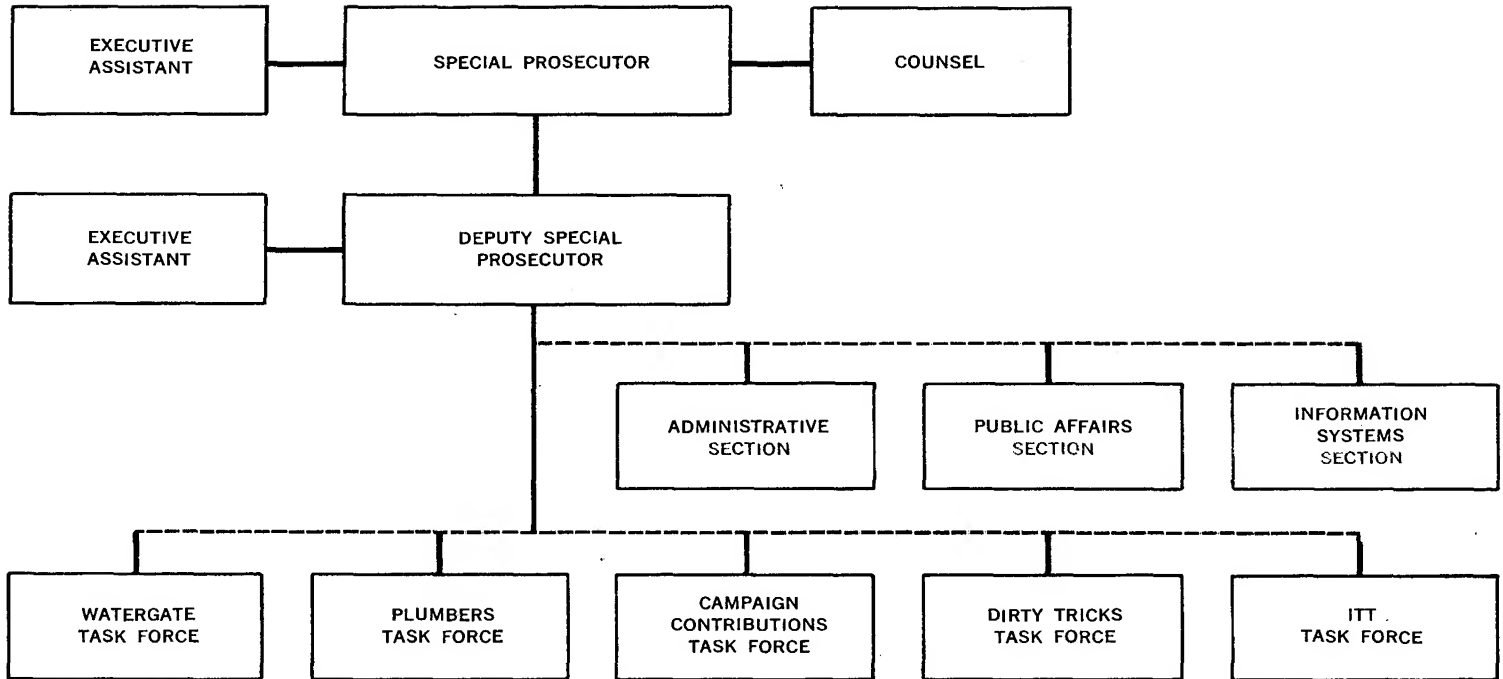 EXECUTIVE
ASSISTANT
SPECIAL PROSECUTOR
COUNSEL
EXECUTIVE
ASSISTANT
DEPUTY SPECIAL
PROSECUTOR
ADMINISTRATIVE
SECTION
PUBLIC AFFAIRS
SECTION
INFORMATION
SYSTEMS
SECTION
WATERGATE
TASK FORCE
PLUMBERS
TASK FORCE
CAMPAIGN
CONTRIBUTIONS
TASK FORCE
DIRTY TRICKS
TASK FORCE
ITT
TASK FORCE